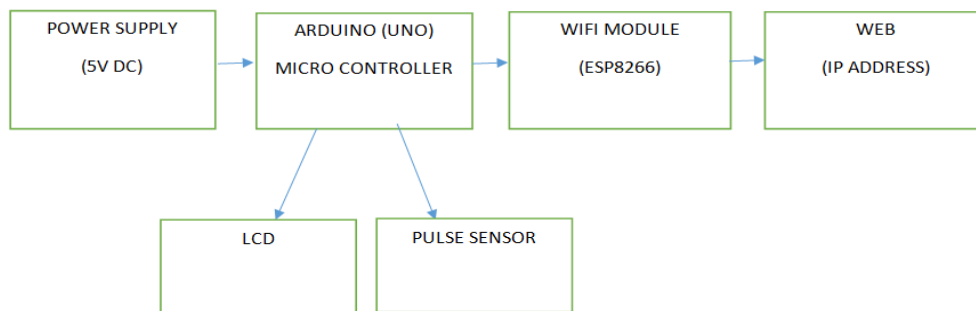 POWER SUPPLY
(5V DC)
ARDUINO (UNO)
MICRO CONTROLLER
WIFI MODULE
(ESP8266)
WEB
(IP ADDRESS)
LCD
PULSE SENSOR